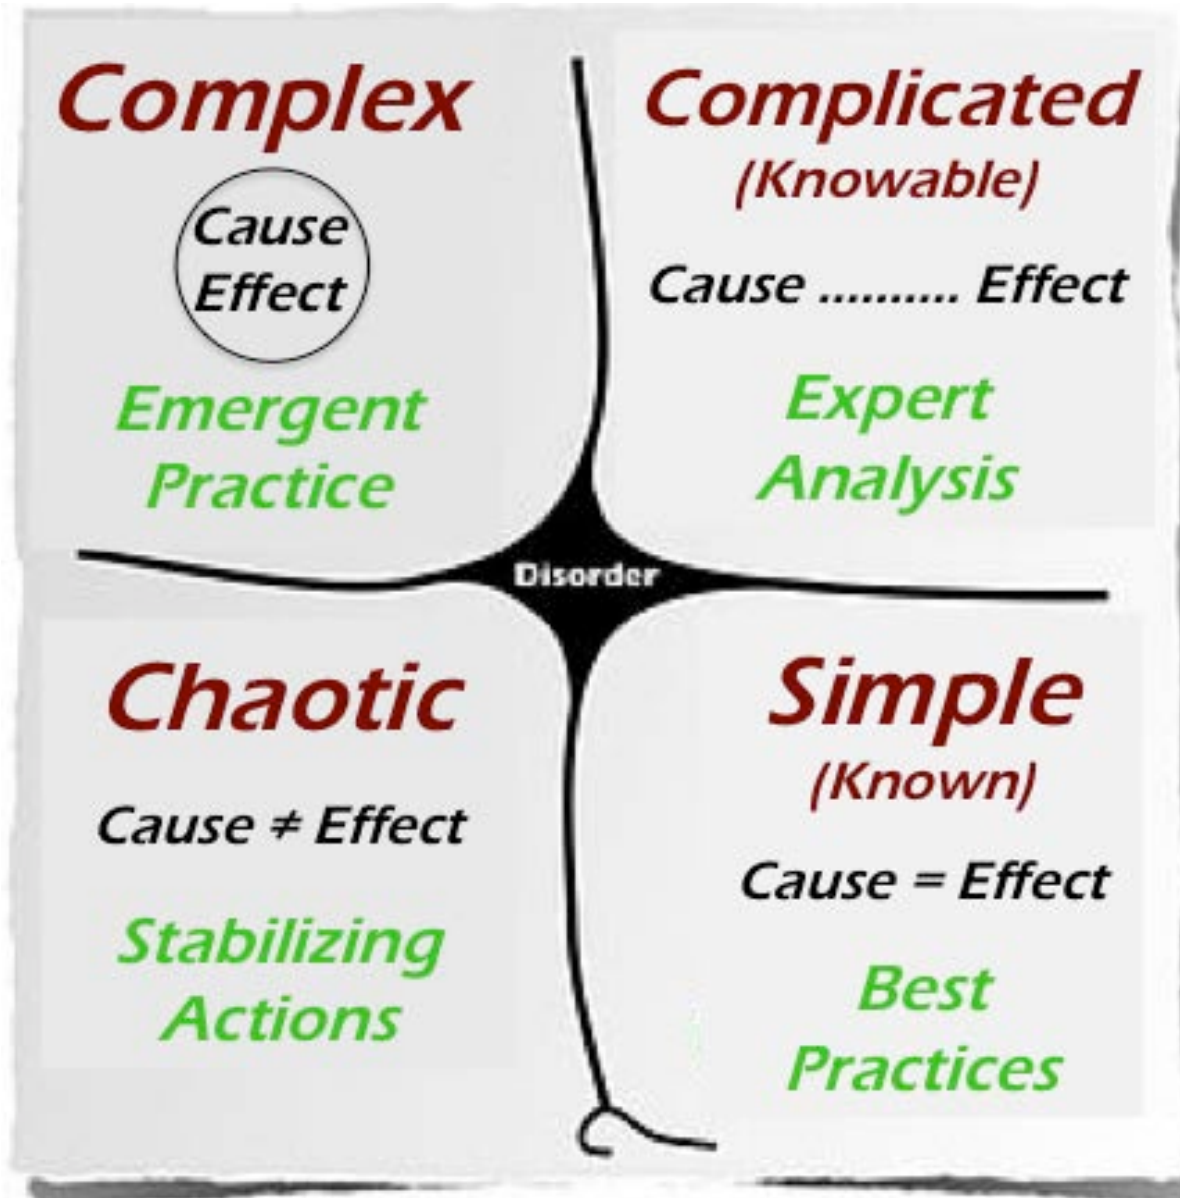 Complex
Cause
Effect
Emergent
Practice
Complicated
(Knowable)
Cause .......... Effect
Expert
Analysis
Disorder
Chaotic
Cause ≠ Effect
Stabilizing
Actions
Simple
(Known)
Cause = Effect
Best
Practices